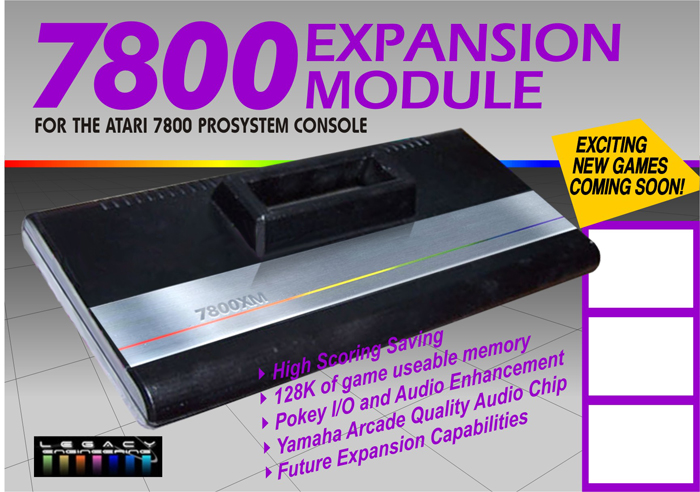 7800 EXPANSION
MODULE
FOR THE ATARI 7800 PROSYSTEM CONSOLE
EXCITING
NEW GAMES
COMING SOON!
7800XM
High Scoring Saving
128K of game useable memory
Pokey I/O and Audio Enhancement
Yamaha Arcade Quality Audio Chip
Future Expansion Capabilities
LEGACY
ENGINEERING